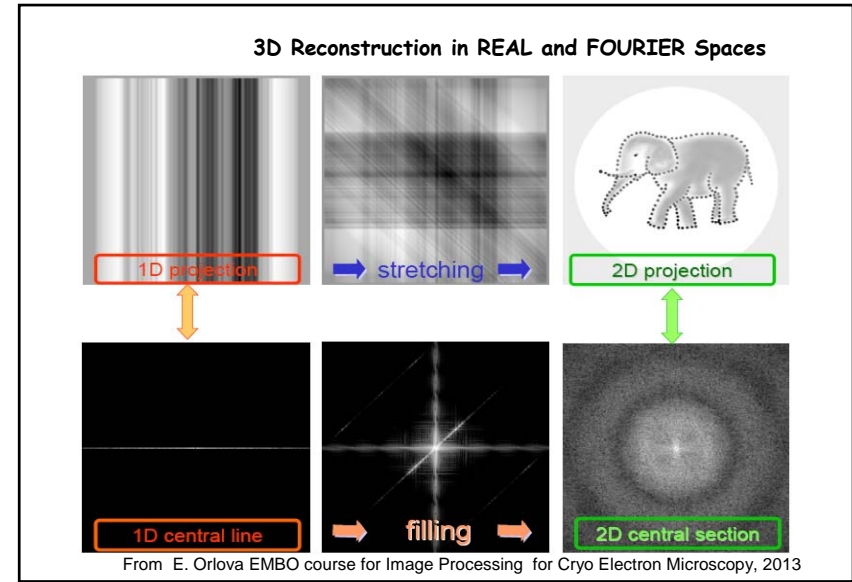 3D Reconstruction in REAL and FOURIER Spaces
1D projection
stretching
2D projection
1D central line
filling
2D central section
From E. Orlova EMBO course for Image Processing for Cryo Electron Microscopy, 2013